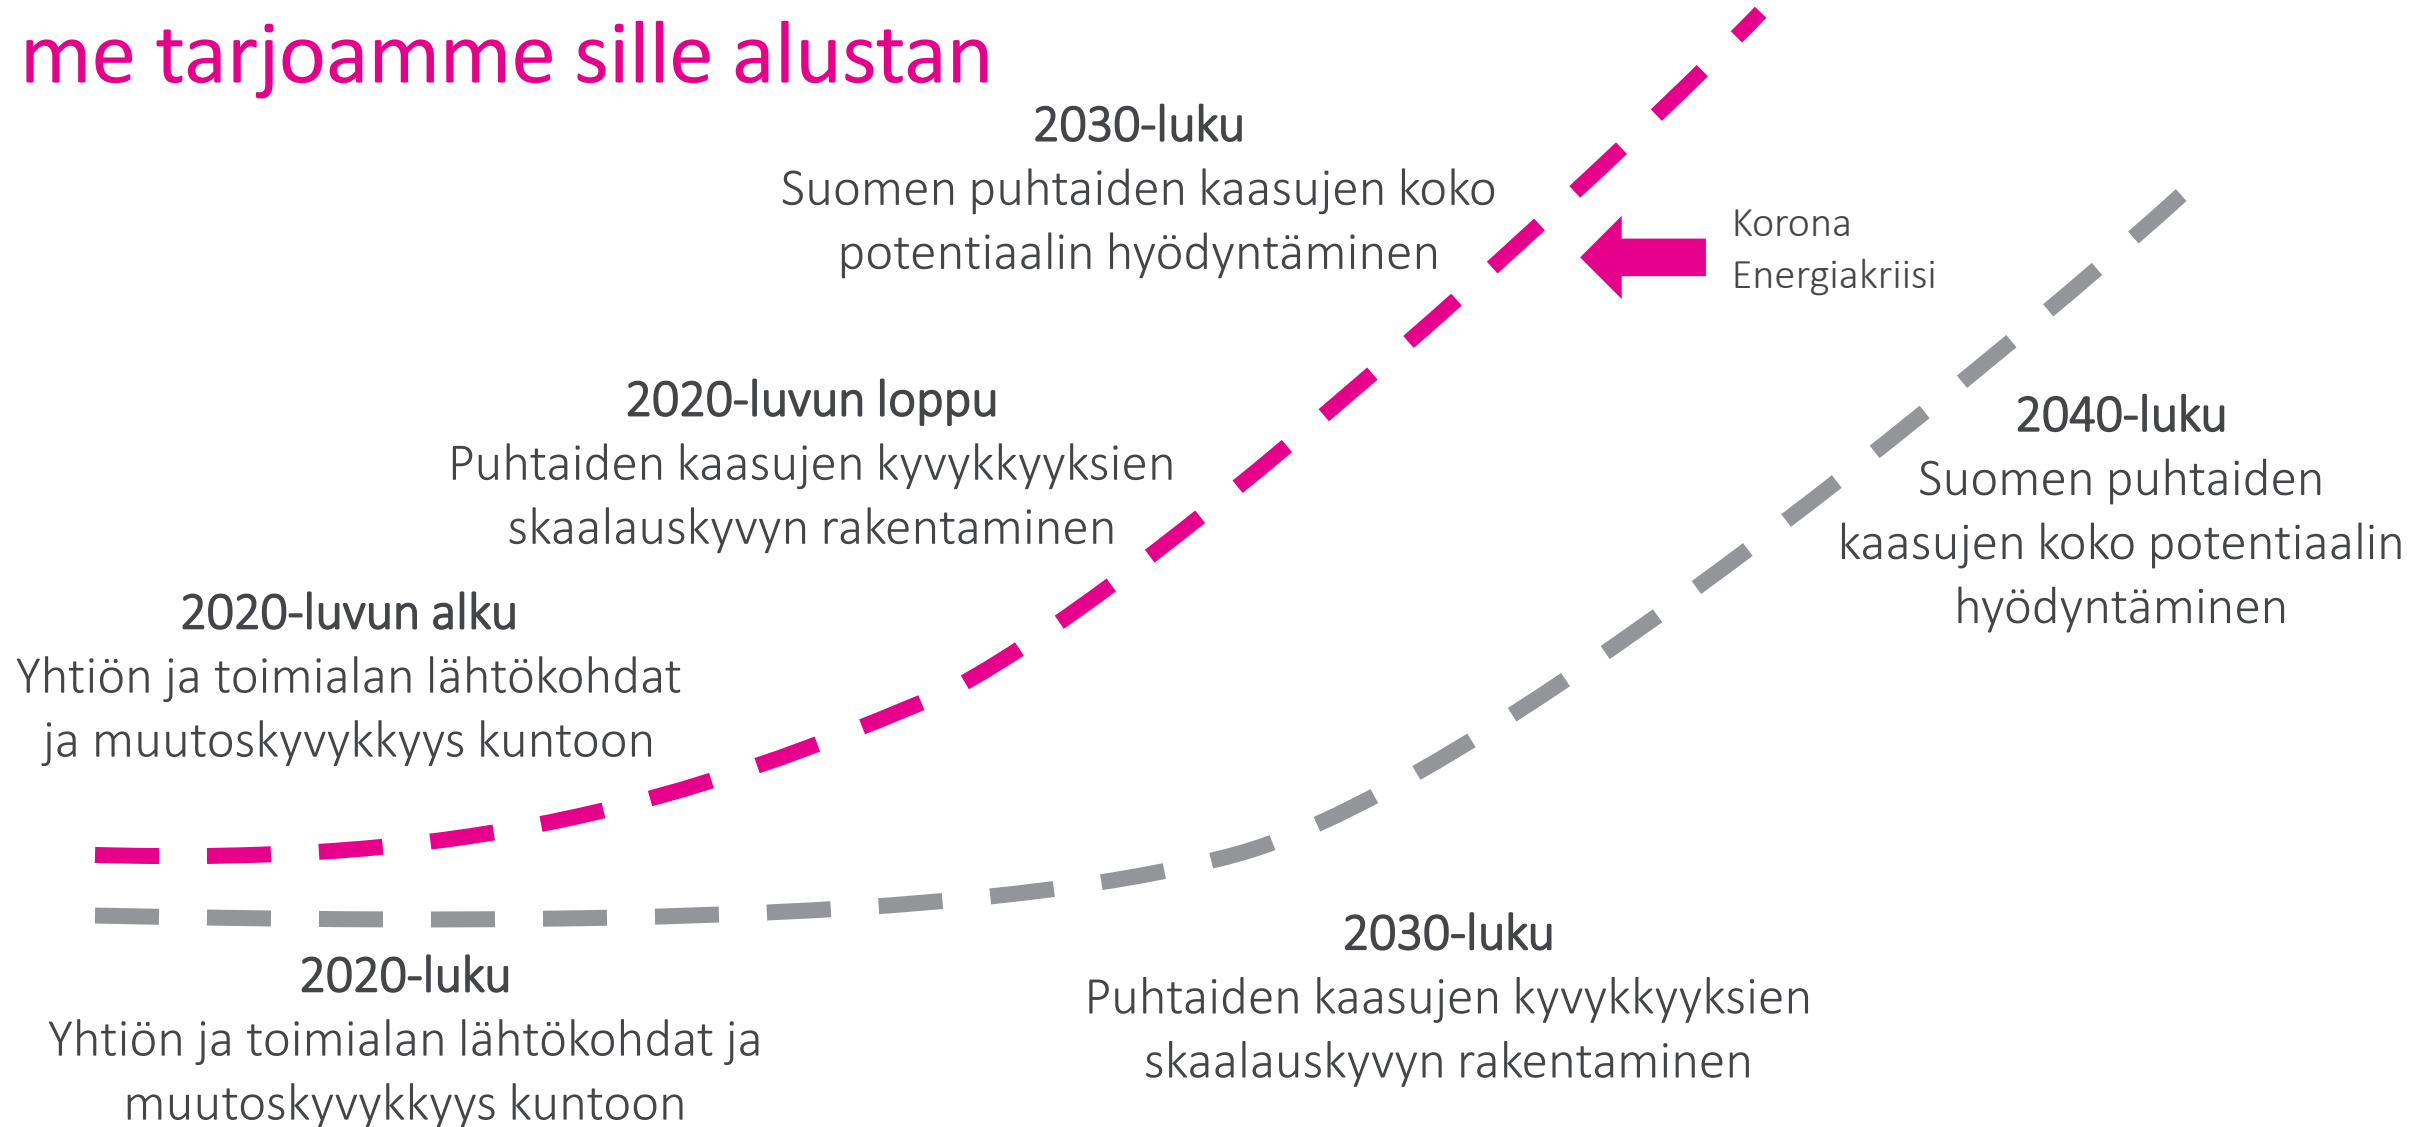 me tarjoamme sille alustan
2030-luku
Suomen puhtaiden kaasujen koko
potentiaalin hyödyntäminen
Korona
Energiakriisi
2020-luvun loppu
Puhtaiden kaasujen kyvykkyyksien
skaalauskyvyn rakentaminen
2040-luku
Suomen puhtaiden
kaasujen koko potentiaalin
hyödyntäminen
2020-luvun alku
Yhtiön ja toimialan lähtökohdat
ja muutoskyvykkyys kuntoon
2030-luku
Puhtaiden kaasujen kyvykkyyksien
skaalauskyvyn rakentaminen
2020-luku
Yhtiön ja toimialan lähtökohdat ja
muutoskyvykkyys kuntoon